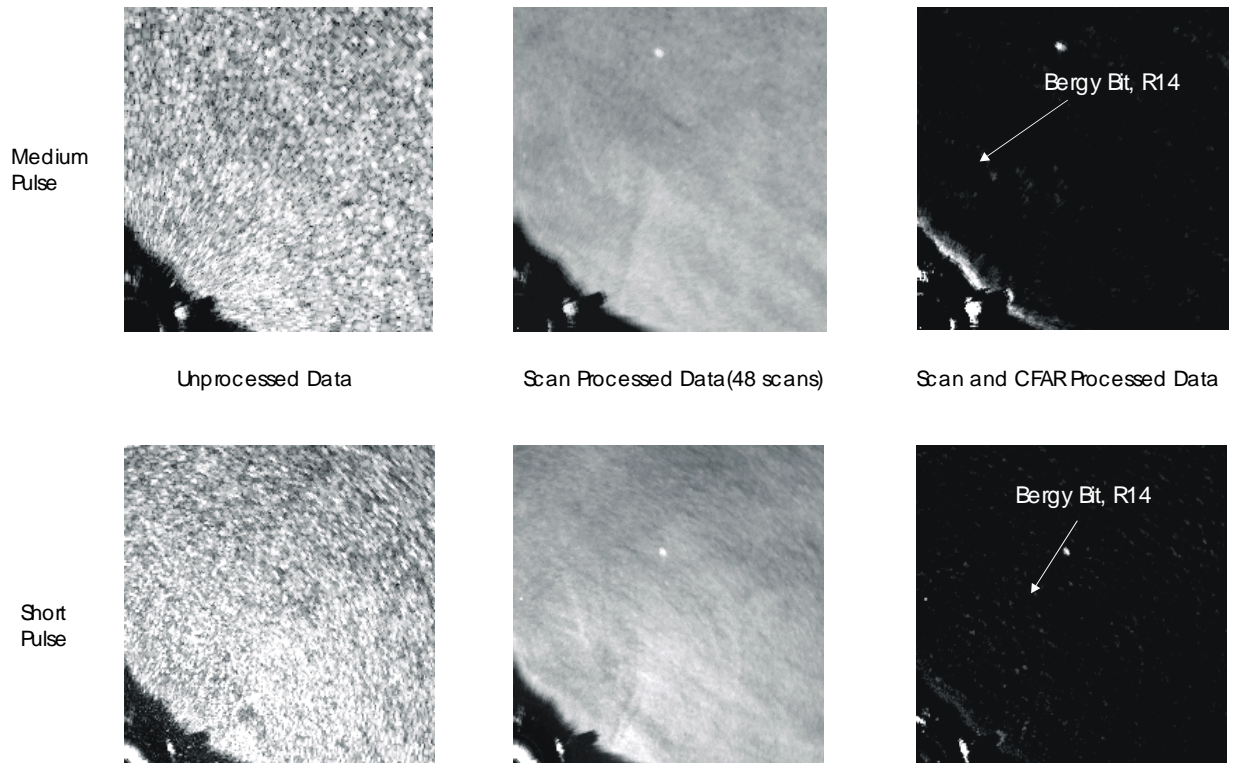 Medium
Pulse
Bergy Bit, R14
Unprocessed Data
Scan Processed Data(48 scans)
Scan and CFAR Processed Data
Short
Pulse
Bergy Bit, R14